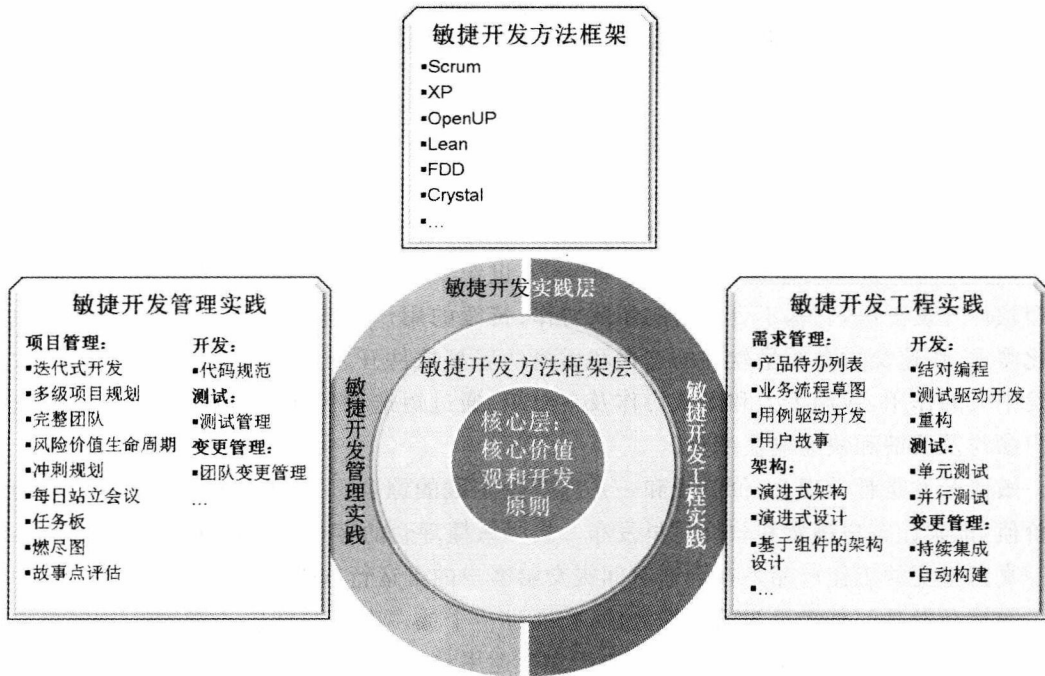 敏捷开发方法框架
▪Scrum
▪XP
▪OpenUP
▪Lean
▪FDD
▪Crystal
▪…
敏捷开发管理实践
项目管理:
▪迭代式开发
▪多级项目规划
▪完整团队
▪风险价值生命周期
▪冲刺规划
▪每日站立会议
▪任务板
▪燃尽图
▪故事点评估
开发:
▪代码规范
测试:
▪测试管理
变更管理:
▪团队变更管理
…
敏捷开发实践层
敏捷开发方法框架层
敏捷开发管理实践
核心层:
核心价值
观和开发
原则
敏捷开发工程实践
敏捷开发工程实践
需求管理:
▪产品待办列表
▪业务流程草图
▪用例驱动开发
▪用户故事
架构:
▪演进式架构
▪演进式设计
▪基于组件的架构
设计
▪…
开发:
▪结对编程
▪测试驱动开发
▪重构
测试:
▪单元测试
▪并行测试
变更管理:
▪持续集成
▪自动构建